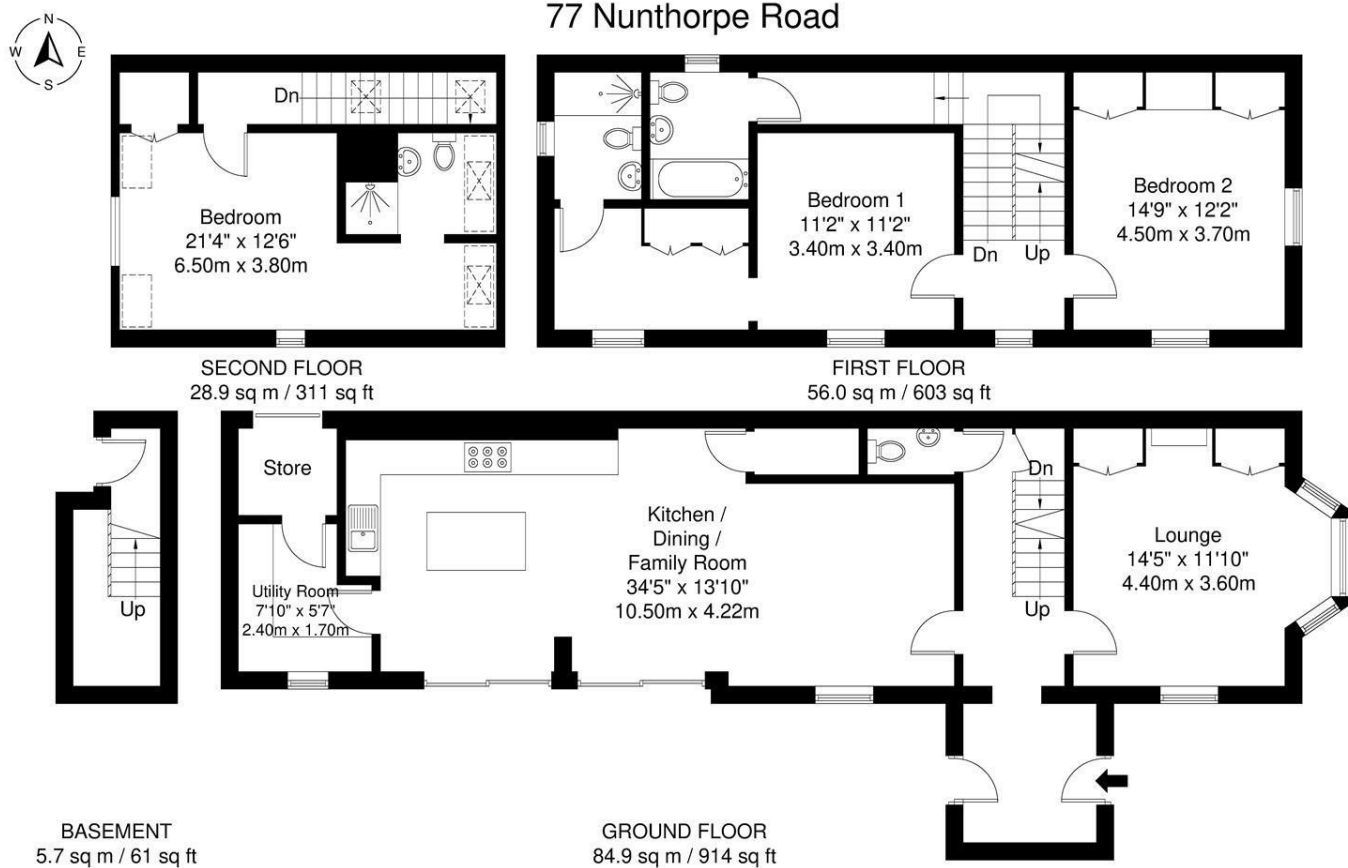 77 Nunthorpe Road
N
W E
S
Dn
Bedroom
21'4" x 12'6"
6.50m x 3.80m
SECOND FLOOR
28.9 sq m / 311 sq ft
Bedroom 1
11'2" x 11'2"
3.40m x 3.40m
Dn
Up
Bedroom 2
14'9" x 12'2"
4.50m x 3.70m
FIRST FLOOR
56.0 sq m / 603 sq ft
Up
BASEMENT
5.7 sq m / 61 sq ft
Store
Utility Room
7'10" x 5'7"
2.40m x 1.70m
Kitchen /
Dining /
Family Room
34'5" x 13'10"
10.50m x 4.22m
Dn
Up
Lounge
14'5" x 11'10"
4.40m x 3.60m
GROUND FLOOR
84.9 sq m / 914 sq ft